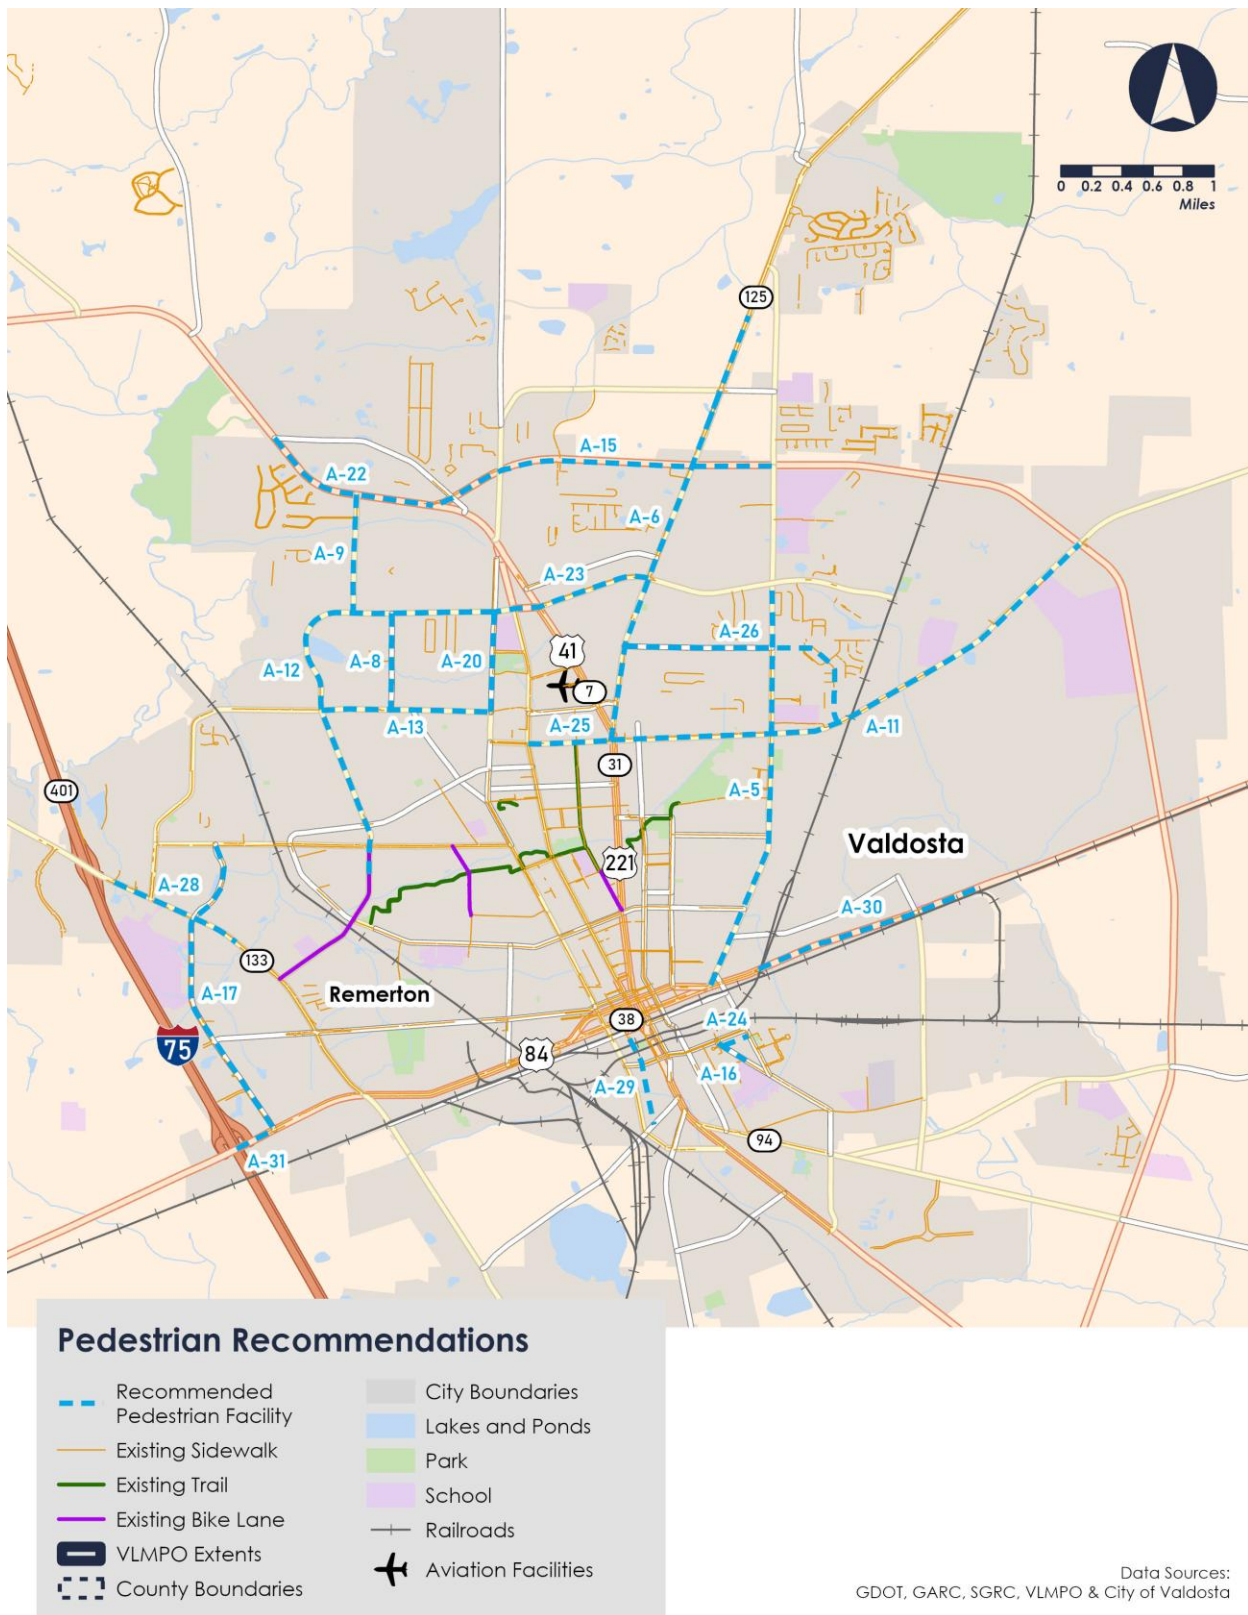 0 0.2 0.4 0.6 0.8 1
Miles
125
A-15
A-22
A-6
A-9
A-23
A-26
41
A-12
A-8
A-20
7
A-13
A-25
A-11
31
401
A-5
Valdosta
221
A-28
A-30
133
Remerton
A-17
38
A-24
75
84
A-29
A-16
94
A-31
Pedestrian Recommendations
Recommended
Pedestrian Facility
Existing Sidewalk
Existing Trail
Existing Bike Lane
VLMPO Extents
County Boundaries
City Boundaries
Lakes and Ponds
Park
School
Railroads
Aviation Facilities
Data Sources:
GDOT, GARC, SGRC, VLMPO & City of Valdosta